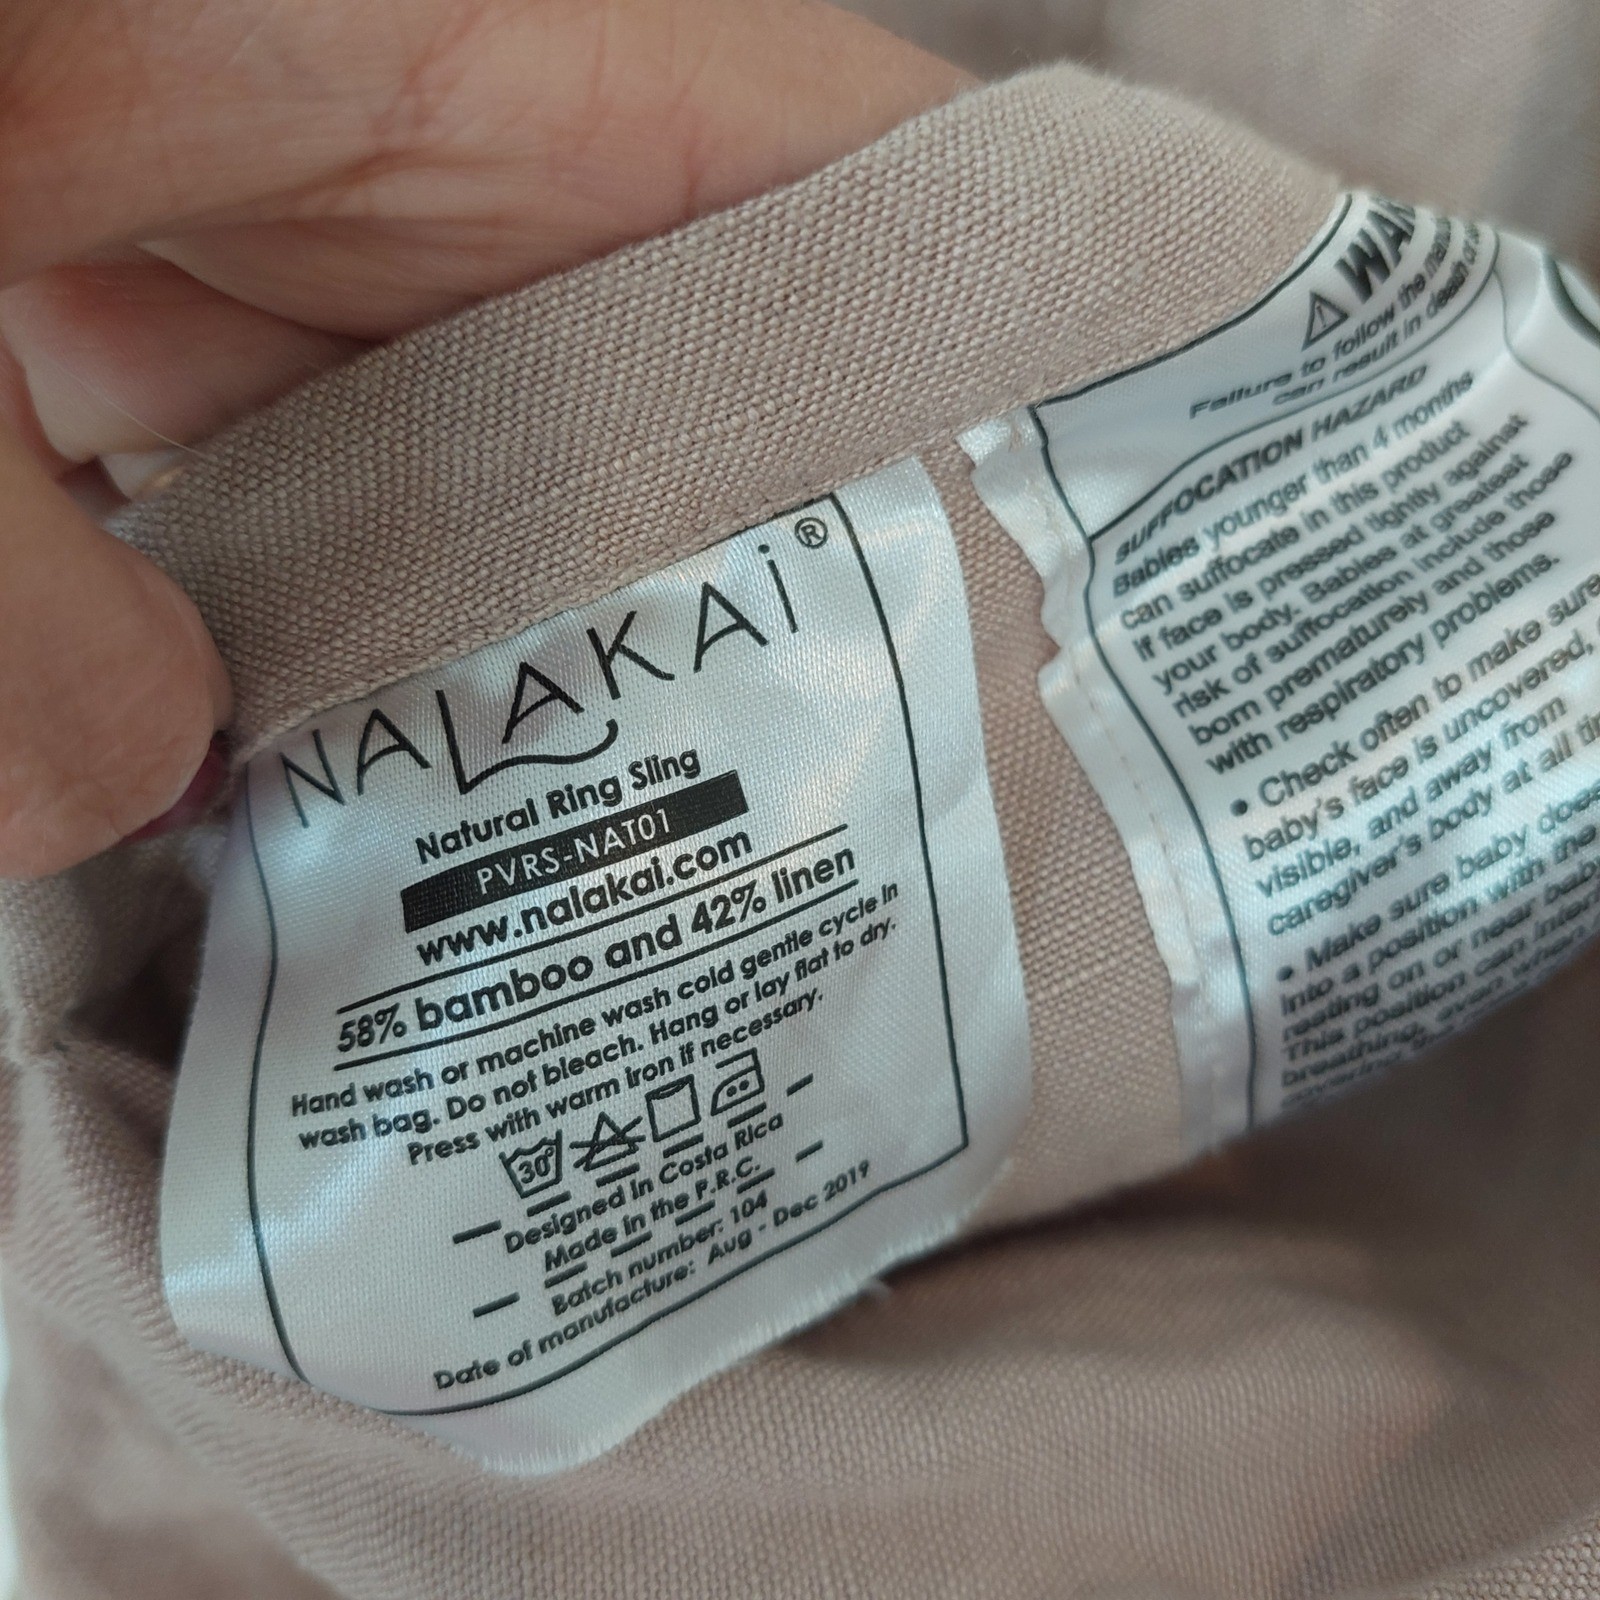 NALAKAi®
Natural Ring Sling
PVRS-NAT01
www.nalakai.com
58% bamboo and 42% linen
Hand wash or machine wash cold gentle cycle in
wash bag. Do not bleach. Hang or lay flat to dry.
Press with warm iron if necessary.
30°
Designed in Costa Rica
Made in the P.R.C.
Batch number: 104
Date of manufacture: Aug - Dec 2019
Failure to follow the
can result in death
SUFFOCATION HAZARD
Babies younger than 4 months
can suffocate in this product
if face is pressed tightly against
your body. Babies at greatest
risk of suffocation include those
born prematurely and those
with respiratory problems.
• Check often to make sure
baby's face is uncovered,
visible, and away from
caregiver's body at all
• Make sure baby does
into a position with the
resting on or near
This position can
breathing, even